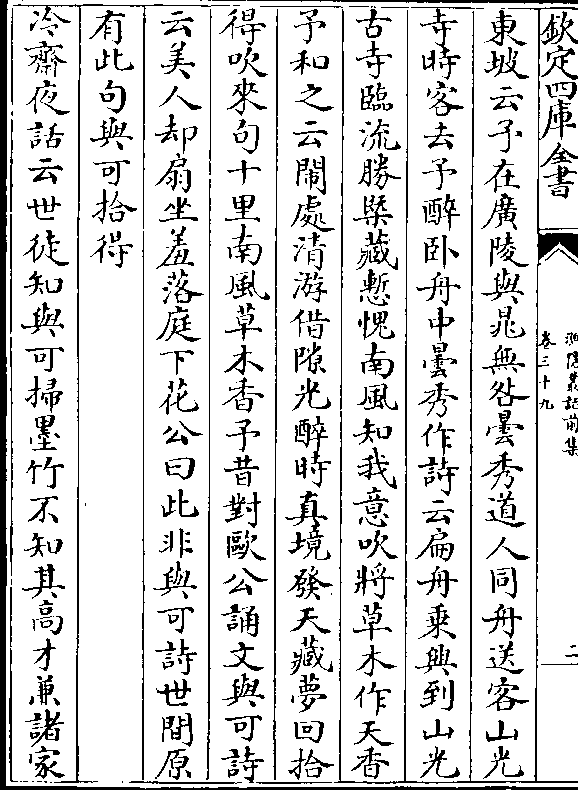 欽定四庫全書
漁隱叢話前集
卷三十九
二
東坡云予在廣陵與晁無咎曇秀道人同舟送客山光
寺時客去予醉卧舟中曇秀作詩云扁舟乘興到山光
古寺臨流勝槩藏慙愧南風知我意吹將草木作天香
予和之云鬧處清游借隙光醉時真境發天藏夢回拾
得吹來句十里南風草木香予昔對歐公誦文與可詩
云美人却扇坐羞落庭下花公曰此非與可詩世間原
有此句與可拾得
冷齋夜話云世徒知與可掃墨竹不知其高才兼諸家